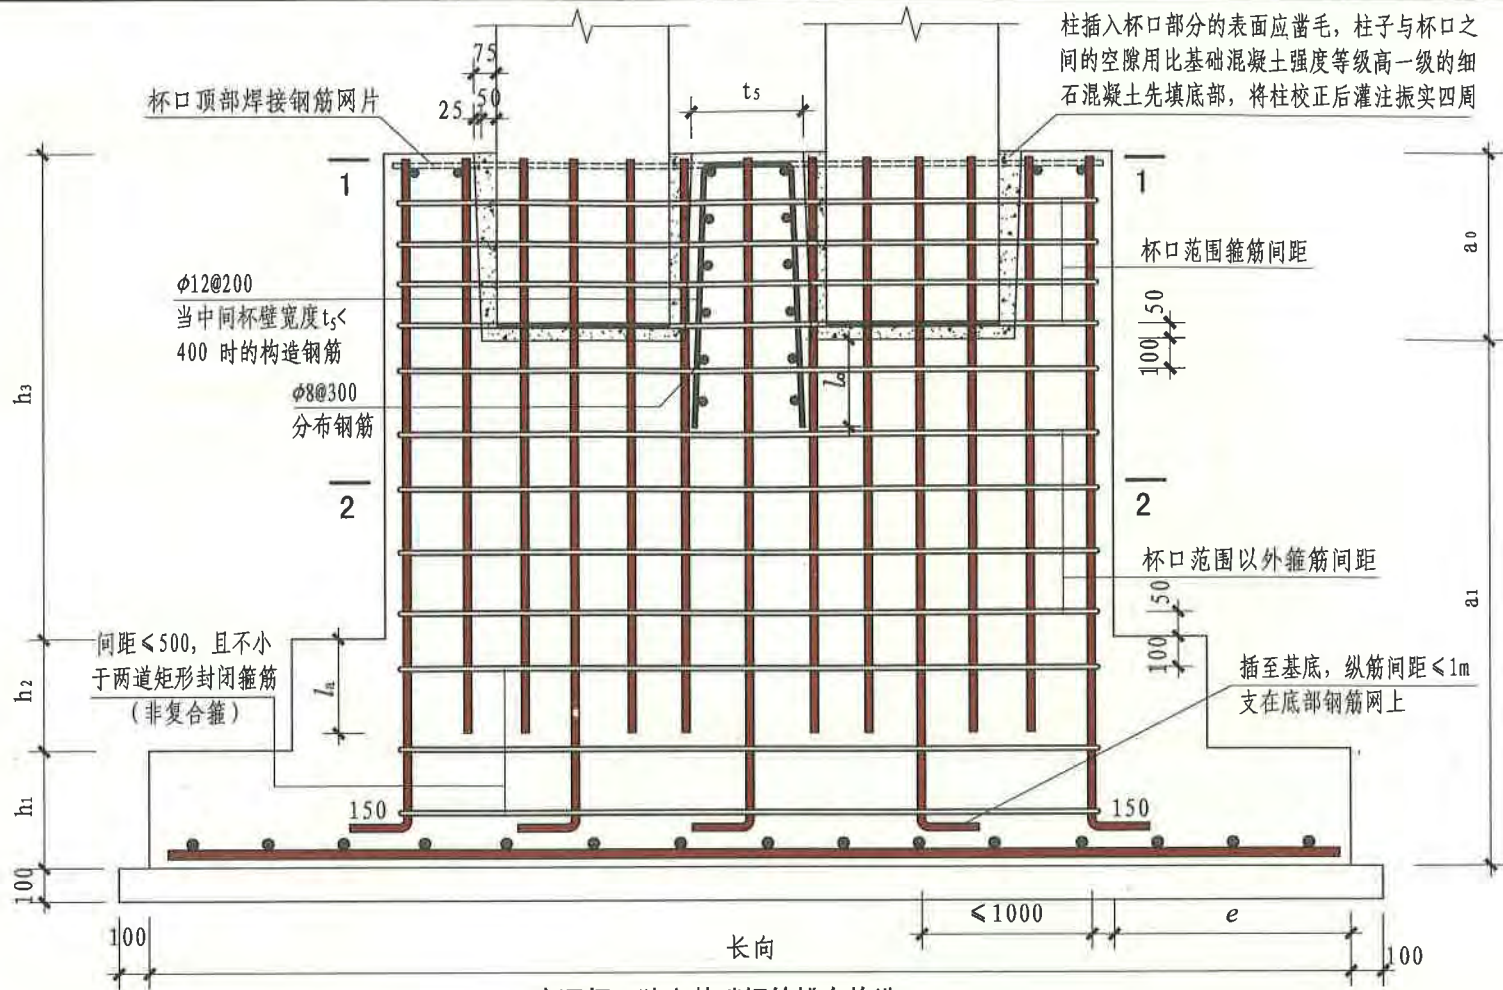 柱插入杯口部分的表面应凿毛，柱子与杯口之
间的空隙用比基础混凝土强度等级高一级的细
石混凝土先填底部，将柱校正后灌注振实四周
75
杯口顶部焊接钢筋网片
25
50
t5
1
1
a0
杯口范围箍筋间距
ϕ12@200
当中间杯壁宽度t5<
400 时的构造钢筋
50
100
h3
la
ϕ8@300
分布钢筋
2
2
杯口范围以外箍筋间距
50
100
a1
间距≤500，且不小
于两道矩形封闭箍筋
（非复合箍）
h2
la
插至基底，纵筋间距≤1m
支在底部钢筋网上
h1
150
150
100
≤1000
e
100
长向
100